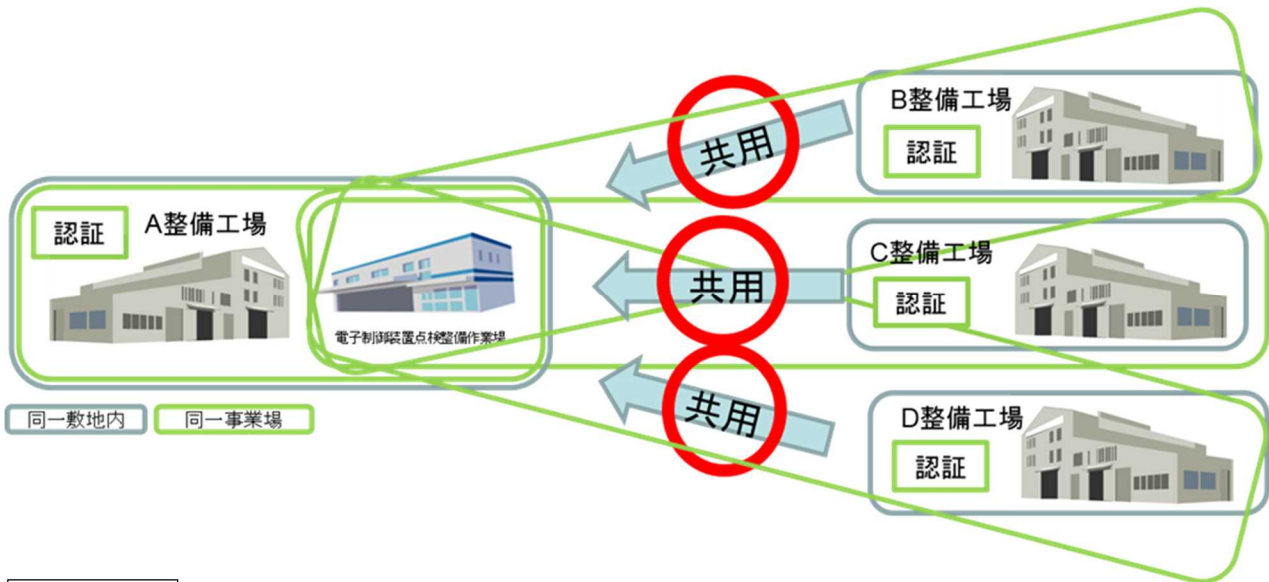 B整備工場
認証
共用
認証
A整備工場
電子制御装置点検整備作業場
共用
C整備工場
認証
共用
D整備工場
認証
同一敷地内
同一事業場